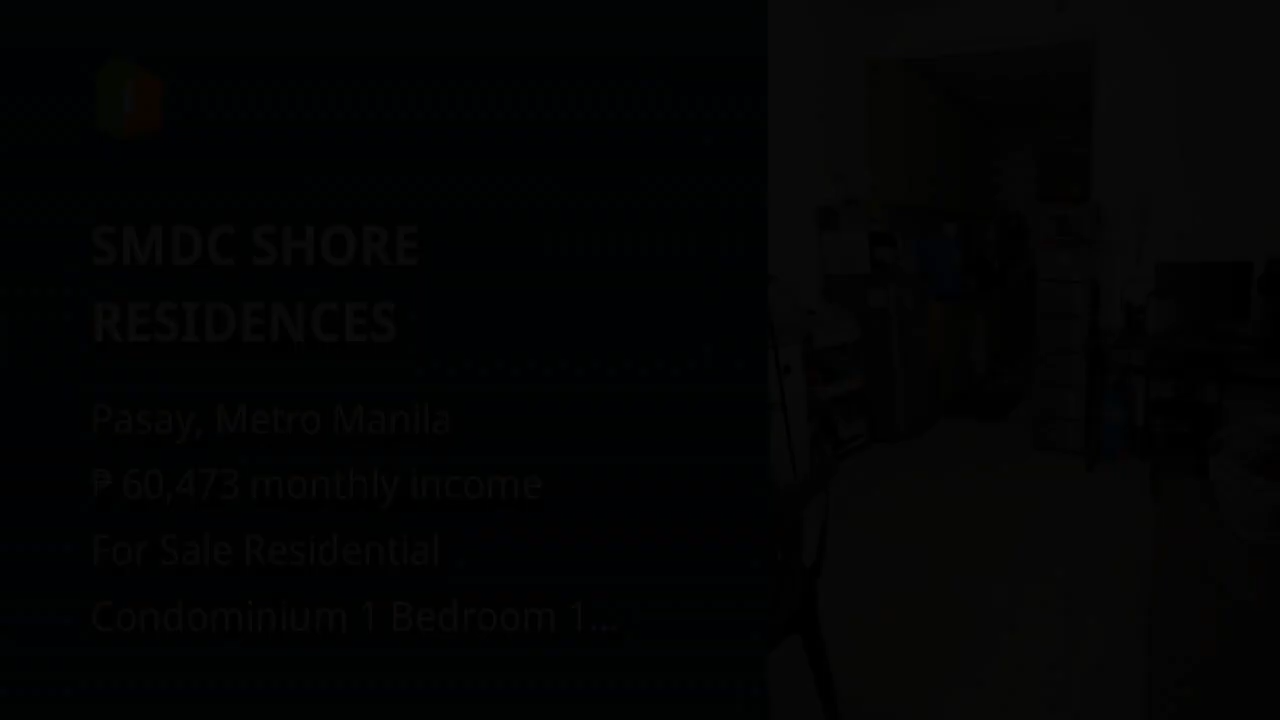 SMDC SHORE
RESIDENCES
Pasay, Metro Manila
₱ 60,473 monthly income
For Sale Residential
Condominium 1 Bedroom 1...